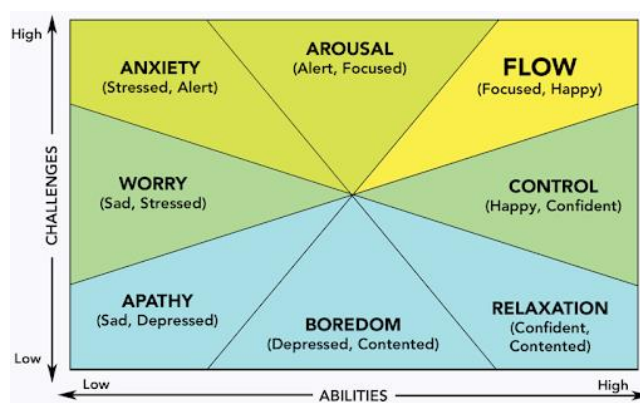 High
ANXIETY
(Stressed, Alert)
AROUSAL
(Alert, Focused)
FLOW
(Focused, Happy)
WORRY
(Sad, Stressed)
CONTROL
(Happy, Confident)
CHALLENGES
APATHY
(Sad, Depressed)
BOREDOM
(Depressed, Contented)
RELAXATION
(Confident,
Contented)
Low
Low
ABILITIES
High